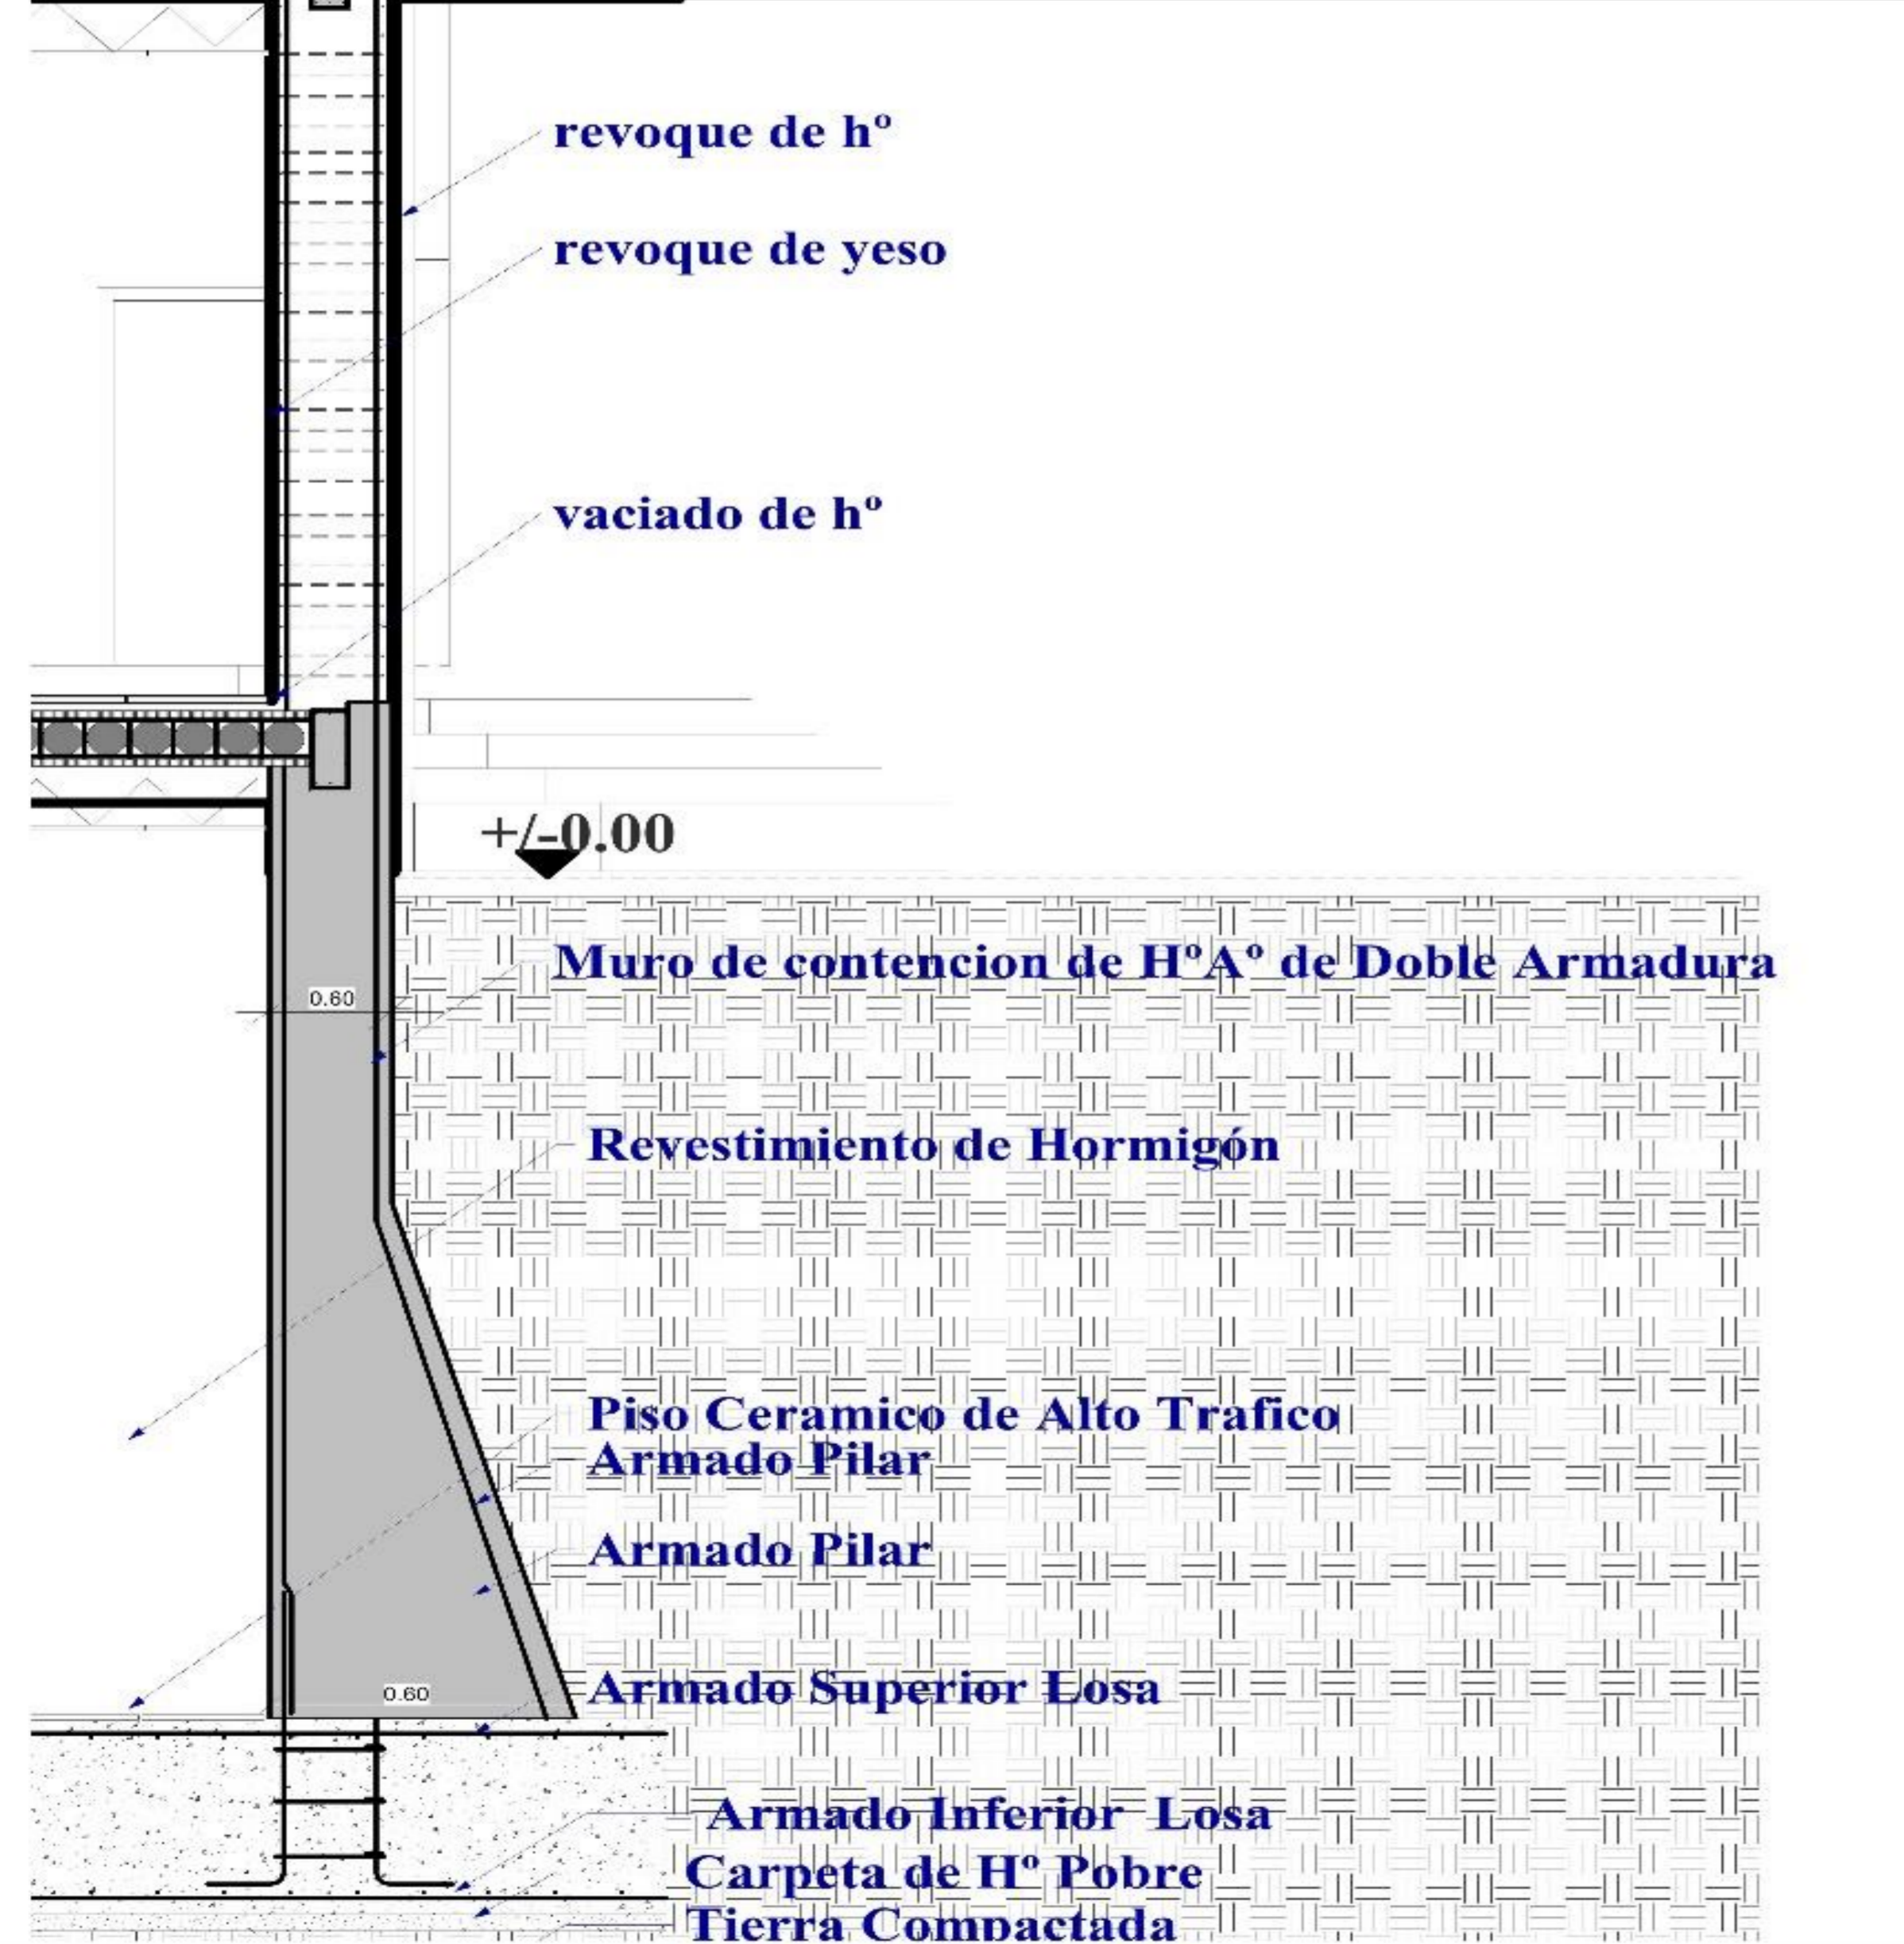 revoque de hº
revoque de yeso
vaciado de hº
+/-0.00
Muro de contencion de HºAº de Doble Armadura
0.60
Revestimiento de Hormigón
Piso Ceramico de Alto Trafico
Armado Pilar
Armado Pilar
Armado Superior Losa
0.60
Armado Inferior Losa
Carpeta de Hº Pobre
Tierra Compactada